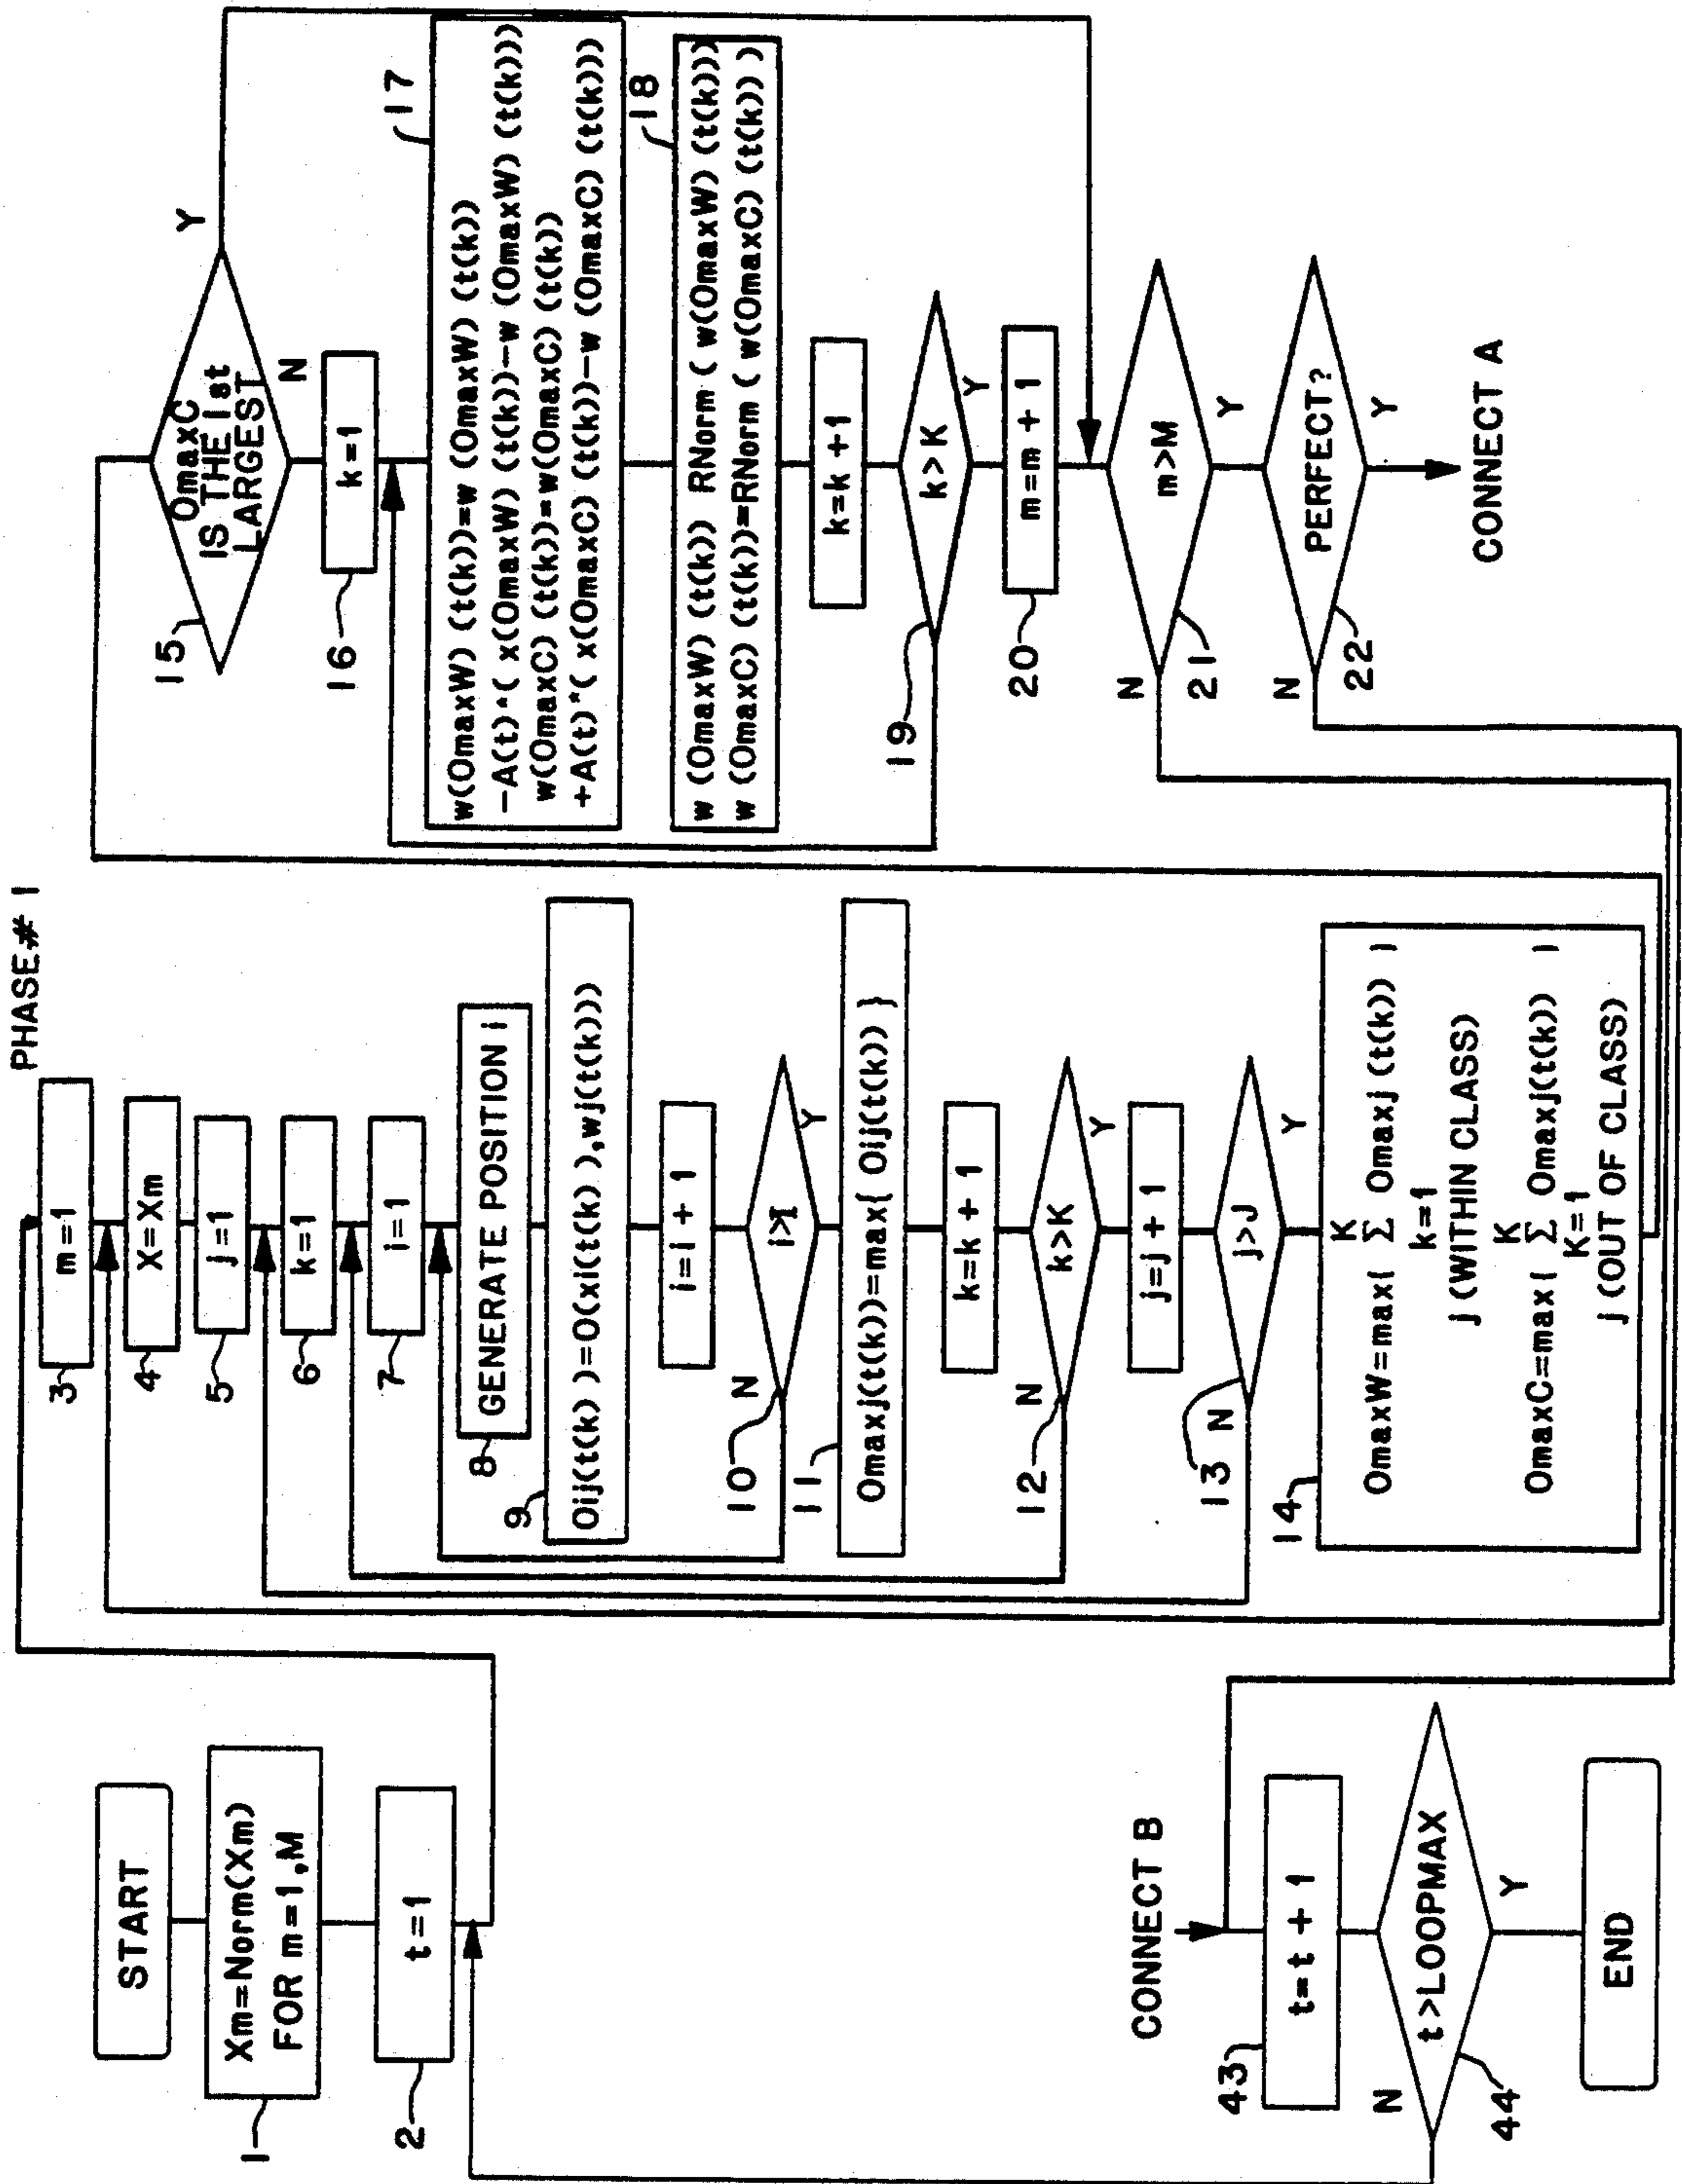 START
Xm=Norm(Xm)
FOR m=1,M
1
t=1
2
CONNECT B
t=t+1
43
t>LOOPMAX
N
Y
44
END
PHASE# 1
m=1
3
X=Xm
4
j=1
5
k=1
6
i=1
7
GENERATE POSITION i
8
Oij(t(k))=O(xi(t(k)),wj(t(k)))
9
i=i+1
i>I
N
Y
10
Omaxj(t(k))=max{ Oij(t(k)) }
11
k=k+1
k>K
N
Y
12
j=j+1
j>J
N
Y
13
K
OmaxW=max{ Σ Omaxj(t(k)) }
k=1
j(WITHIN CLASS)
K
OmaxC=max{ Σ Omaxj(t(k)) }
K=1
j(OUT OF CLASS)
14
OmaxC
IS THE 1st
LARGEST
Y
N
15
k=1
16
w(OmaxW)(t(k))=w(OmaxW)(t(k))
-A(t)^(x(OmaxW)(t(k))-w(OmaxW)(t(k)))
w(OmaxC)(t(k))=w(OmaxC)(t(k))
+A(t)*(x(OmaxC)(t(k))-w(OmaxC)(t(k)))
17
w(OmaxW)(t(k)) RNorm(w(OmaxW)(t(k)))
w(OmaxC)(t(k))=RNorm(w(OmaxC)(t(k)))
18
k=k+1
k>K
Y
19
m=m+1
20
m>M
N
Y
21
PERFECT?
N
Y
22
CONNECT A